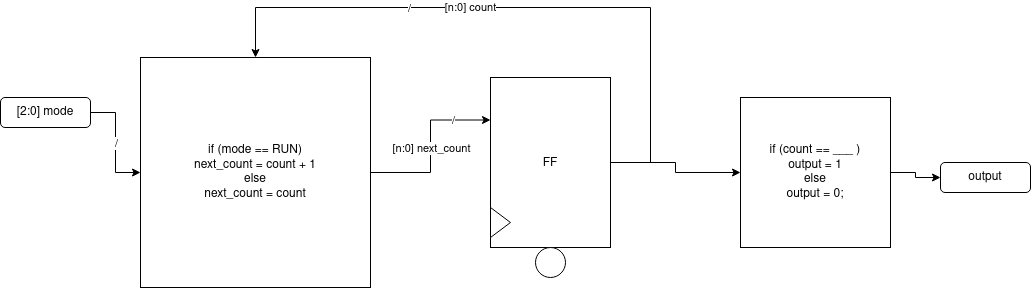 [n:0] count
[2:0] mode
if (mode == RUN)
next_count = count + 1
else
next_count = count
[n:0] next_count
FF
if (count == ___ )
output = 1
else
output = 0;
output